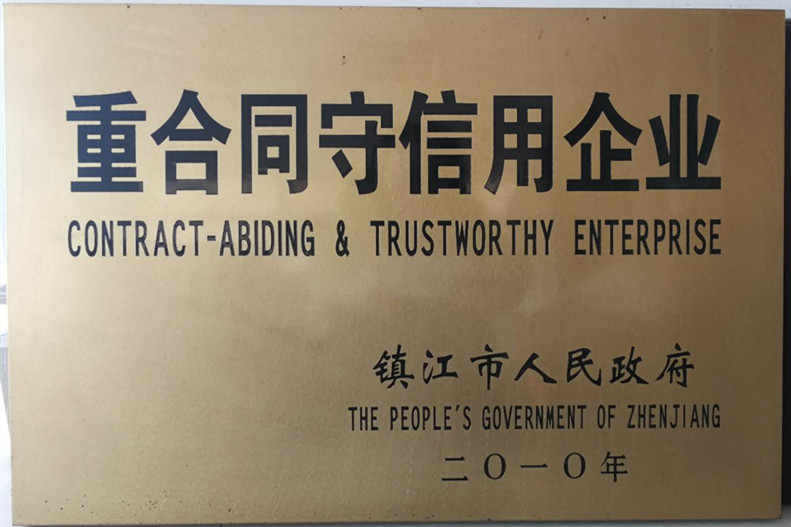 重合同守信用企业
CONTRACT-ABIDING & TRUSTWORTHY ENTERPRISE
镇江市人民政府
THE PEOPLE'S GOVERNMENT OF ZHENJIANG
二〇一〇年